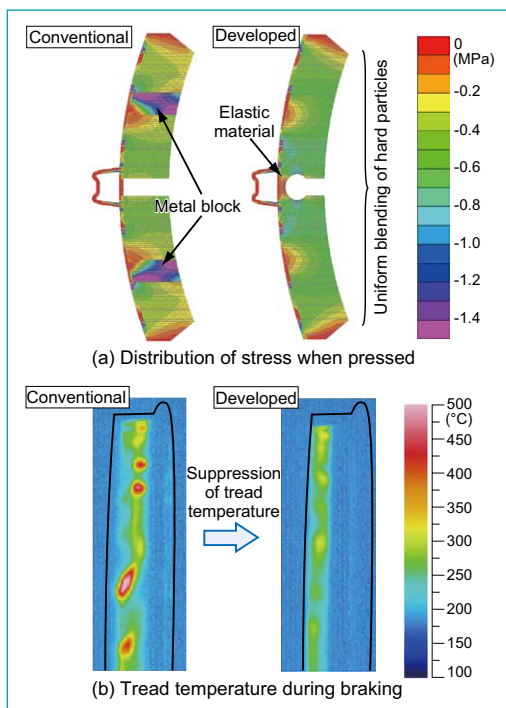 Conventional
Developed
0
(MPa)
-0.2
-0.4
-0.6
-0.8
-1.0
-1.2
-1.4
Elastic
material
Metal block
Uniform blending of hard particles
(a) Distribution of stress when pressed
Conventional
Developed
500
(°C)
450
400
350
300
250
200
150
100
Suppression
of tread
temperature
(b) Tread temperature during braking